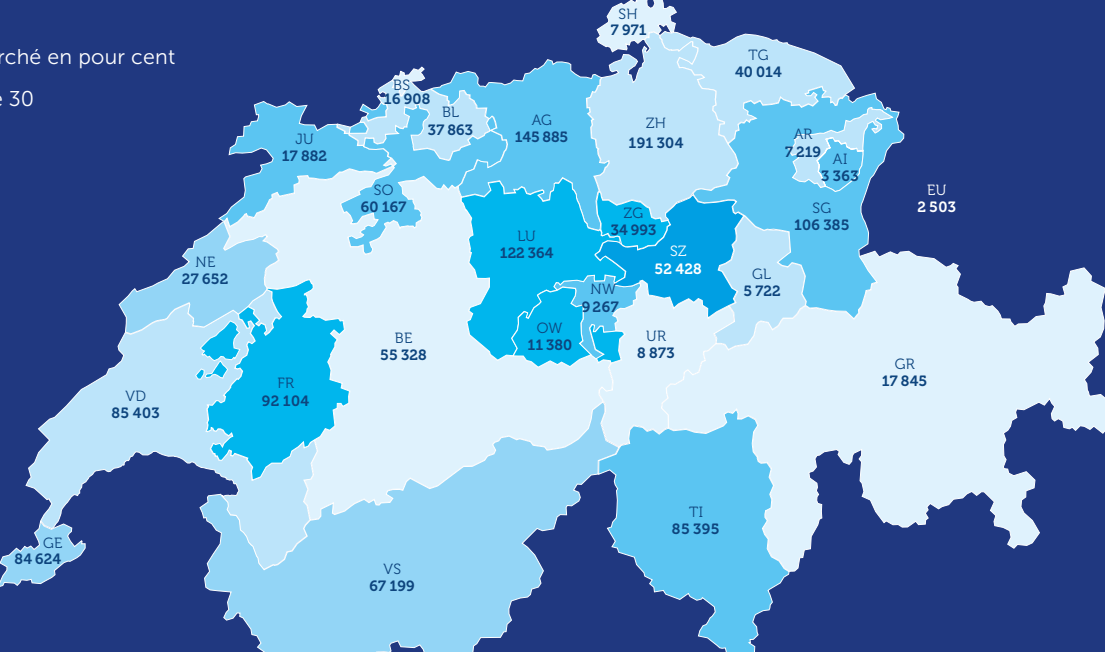 rché en pour cent
30
SH
7 971
TG
40 014
BS
16 908
BL
37 863
AG
145 885
ZH
191 304
JU
17 882
AR
7 219
AI
3 363
SO
60 167
EU
2 503
ZG
34 993
SG
106 385
LU
122 364
SZ
52 428
NE
27 652
GL
5 722
NW
9 267
OW
11 380
BE
55 328
UR
8 873
GR
17 845
FR
92 104
VD
85 403
TI
85 395
GE
84 624
VS
67 199